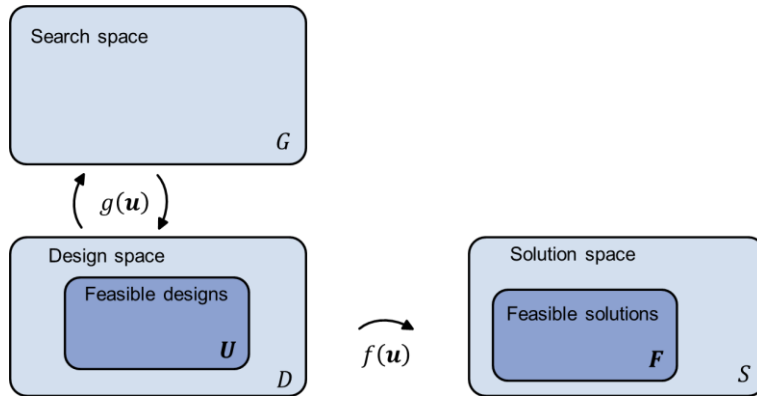 Search space
G
g(u)
Design space
Feasible designs
U
D
f(u)
Solution space
Feasible solutions
F
S